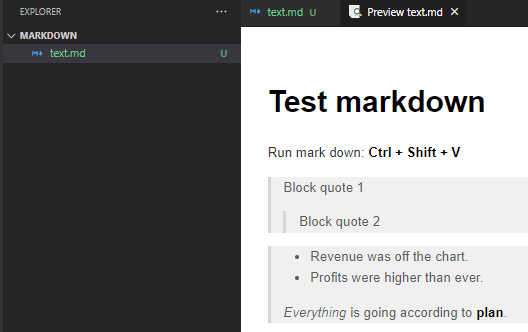 EXPLORER
text.md U
Preview text.md
MARKDOWN
text.md U
Test markdown
Run mark down: Ctrl + Shift + V
Block quote 1
Block quote 2
Revenue was off the chart.
Profits were higher than ever.
Everything is going according to plan.